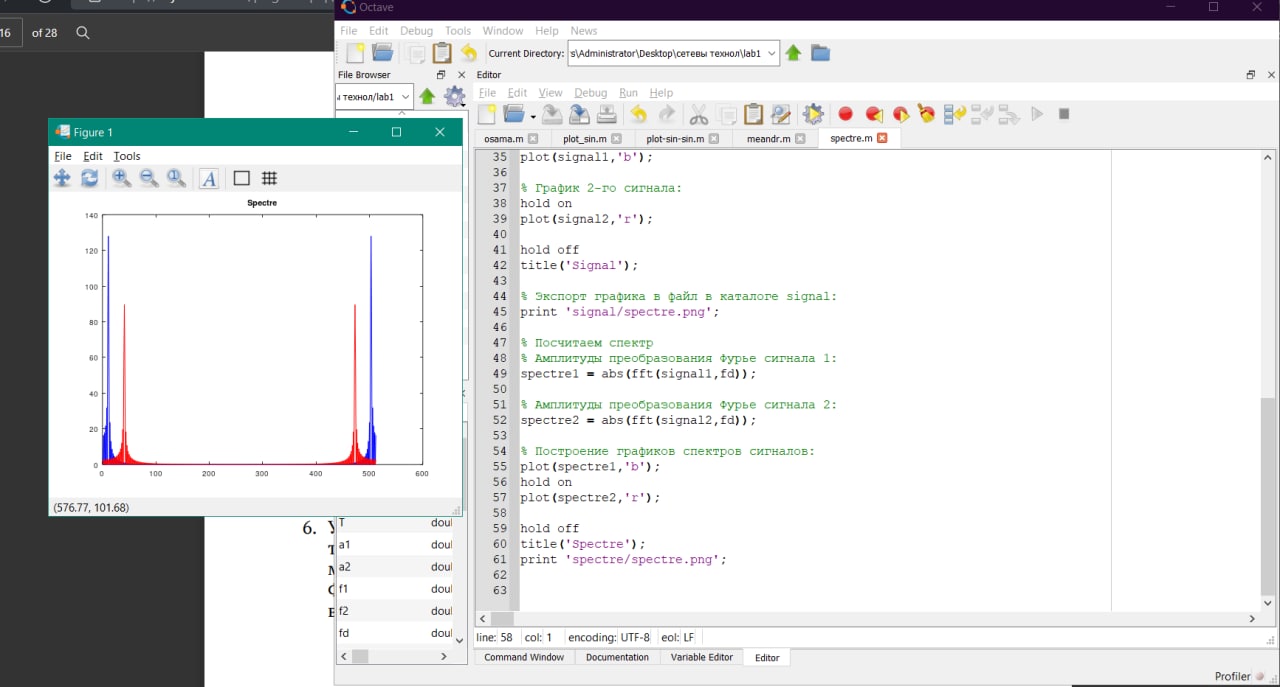 16
of 28
Octave
File Edit Debug Tools Window Help News
Current Directory: s\Administrator\Desktop\сетевы технол\lab1
File Browser
ы технол/lab1
Editor
File Edit View Debug Run Help
osama.m plot_sin.m plot-sin-sin.m meandr.m spectre.m
Figure 1
File Edit Tools
A
Spectre
140
120
100
80
60
40
20
0
0 100 200 300 400 500 600
(576.77, 101.68)
6.
T doul
a1 doul
a2 doul
f1 doul
f2 doul
fd doul
35 plot(signal1,'b');
36
37 % График 2-го сигнала:
38 hold on
39 plot(signal2,'r');
40
41 hold off
42 title('Signal');
43
44 % Экспорт графика в файл в каталоге signal:
45 print 'signal/spectre.png';
46
47 % Посчитаем спектр
48 % Амплитуды преобразования Фурье сигнала 1:
49 spectre1 = abs(fft(signal1,fd));
50
51 % Амплитуды преобразования Фурье сигнала 2:
52 spectre2 = abs(fft(signal2,fd));
53
54 % Построение графиков спектров сигналов:
55 plot(spectre1,'b');
56 hold on
57 plot(spectre2,'r');
58
59 hold off
60 title('Spectre');
61 print 'spectre/spectre.png';
62
63
line: 58 col: 1 encoding: UTF-8 eol: LF
Command Window Documentation Variable Editor Editor
Profiler